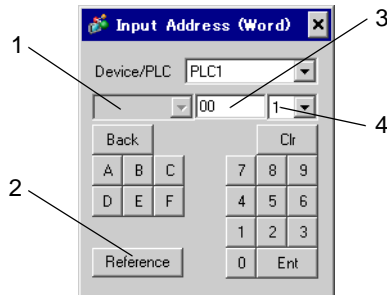 Input Address (Word)
1
3
Device/PLC PLC1
00 1
4
Back Clr
A B C 7 8 9
D E F 4 5 6
2
1 2 3
Reference 0 Ent